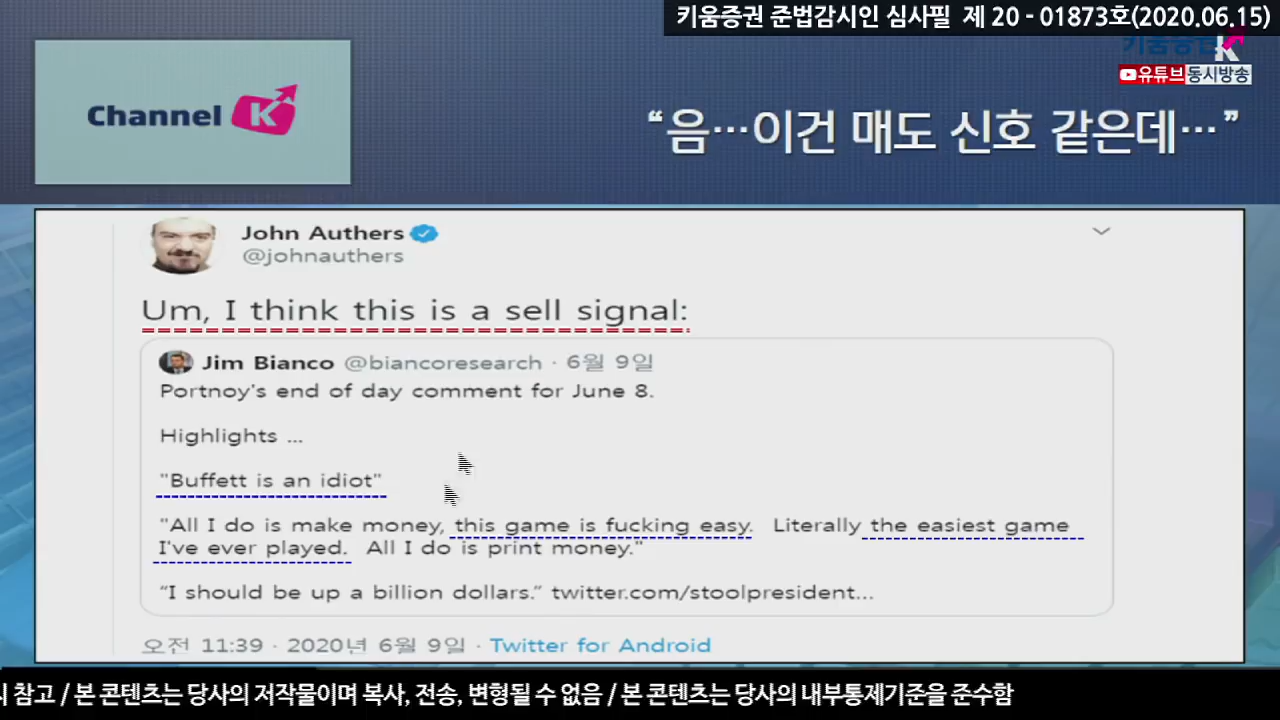 키움증권 준법감시인 심사필 제 20 - 01873호(2020.06.15)
키움증권 K
유튜브 동시방송
Channel K
“음…이건 매도 신호 같은데…”
John Authers
@johnauthers
Um, I think this is a sell signal:
Jim Bianco @biancoresearch · 6월 9일
Portnoy's end of day comment for June 8.
Highlights ...
"Buffett is an idiot"
"All I do is make money, this game is fucking easy. Literally the easiest game
I've ever played. All I do is print money."
“I should be up a billion dollars.” twitter.com/stoolpresident...
오전 11:39 · 2020년 6월 9일 · Twitter for Android
참고 / 본 콘텐츠는 당사의 저작물이며 복사, 전송, 변형될 수 없음 / 본 콘텐츠는 당사의 내부통제기준을 준수함